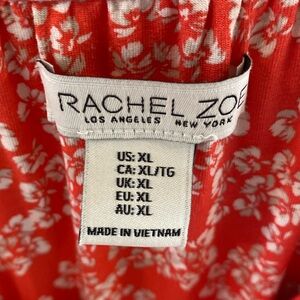 RACHEL ZOE
LOS ANGELES NEW YORK
US: XL
CA: XL/TG
UK: XL
EU: XL
AU: XL
MADE IN VIETNAM